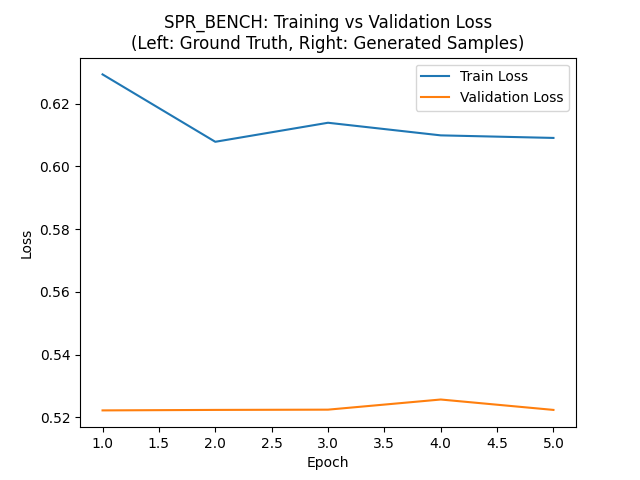 SPR_BENCH: Training vs Validation Loss
(Left: Ground Truth, Right: Generated Samples)
Train Loss
Validation Loss
Loss
0.62
0.60
0.58
0.56
0.54
0.52
1.0 1.5 2.0 2.5 3.0 3.5 4.0 4.5 5.0
Epoch